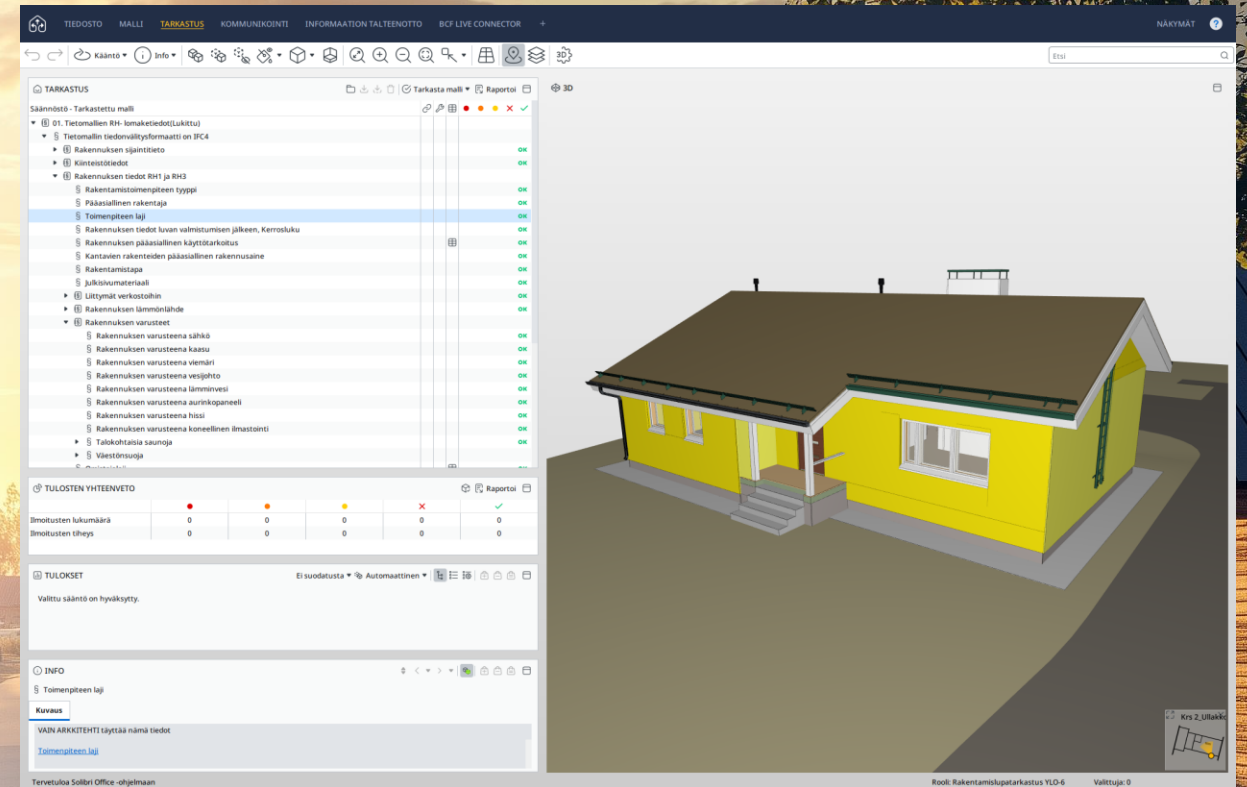 TIEDOSTO MALLI TARKASTUS KOMMUNIKOINTI INFORMAATION TALTEENOTTO BCF LIVE CONNECTOR + NÄKYMÄT ?
Kääntö Info Etsi
TARKASTUS Tarkasta malli Raportoi
Säännöstö - Tarkastettu malli
§ 01. Tietomallien RH- lomaketiedot(Lukittu)
§ Tietomallin tiedonvälitysformaatti on IFC4
§ Rakennuksen sijaintitieto OK
§ Kiinteistötiedot OK
§ Rakennuksen tiedot RH1 ja RH3
§ Rakentamistoimenpiteen tyyppi OK
§ Pääasiallinen rakentaja OK
§ Toimenpiteen laji OK
§ Rakennuksen tiedot luvan valmistumisen jälkeen, Kerrosluku OK
§ Rakennuksen pääasiallinen käyttötarkoitus OK
§ Kantavien rakenteiden pääasiallinen rakennusaine OK
§ Rakentamistapa OK
§ Julkisivumateriaali OK
§ Liittymät verkostoihin OK
§ Rakennuksen lämmönlähde OK
§ Rakennuksen varusteet
§ Rakennuksen varusteena sähkö OK
§ Rakennuksen varusteena kaasu OK
§ Rakennuksen varusteena viemäri OK
§ Rakennuksen varusteena vesijohto OK
§ Rakennuksen varusteena lämminvesi OK
§ Rakennuksen varusteena aurinkopaneeli OK
§ Rakennuksen varusteena hissi OK
§ Rakennuksen varusteena koneellinen ilmastointi OK
§ Talokohtaisia saunoja OK
§ Väestönsuoja
3D
TULOSTEN YHTEENVETO Raportoi
Ilmoitusten lukumäärä 0 0 0 0 0
Ilmoitusten tiheys 0 0 0 0 0
TULOKSET Ei suodatusta Automaattinen
Valittu sääntö on hyväksytty.
INFO
§ Toimenpiteen laji
Kuvaus
VAIN ARKKITEHTI täyttää nämä tiedot
Toimenpiteen laji
Krs 2_Ullakko
Tervetuloa Solibri Office -ohjelmaan Rooli: Rakentamislupatarkastus YLO-6 Valittuja: 0